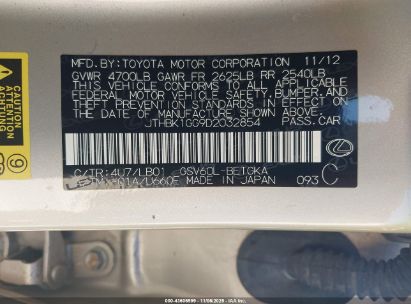 MFD.BY:TOYOTA MOTOR CORPORATION 11/12
GVWR 4700LB GAWR FR 2625LB RR 2540LB
THIS VEHICLE CONFORMS TO ALL APPLICABLE
FEDERAL MOTOR VEHICLE SAFETY, BUMPER, AND
THEFT PREVENTION STANDARDS IN EFFECT ON
THE DATE OF MANUFACTURE SHOWN ABOVE.
JTHBK1GG9D2032854 PASS.CAR
C/TR:4U7/LB01 GSV60L-BETGKA
A/U660E MADE IN JAPAN 093 C
CAUTION